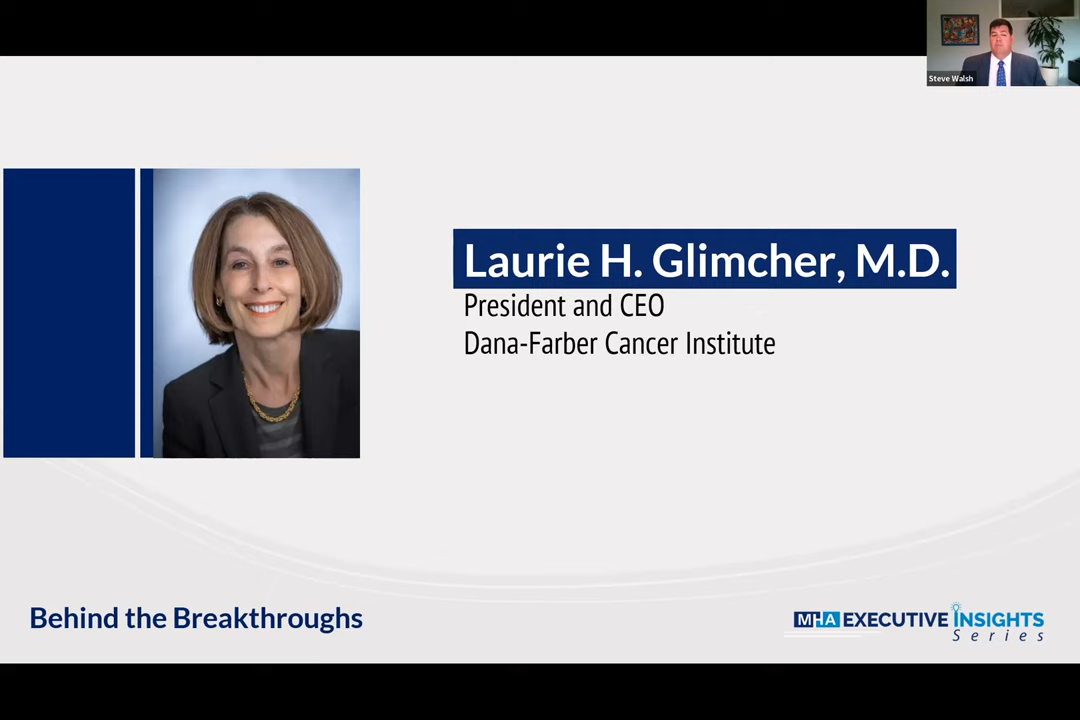 Steve Walsh
Laurie H. Glimcher, M.D.
President and CEO
Dana-Farber Cancer Institute
Behind the Breakthroughs
MHA EXECUTIVE INSIGHTS
Series